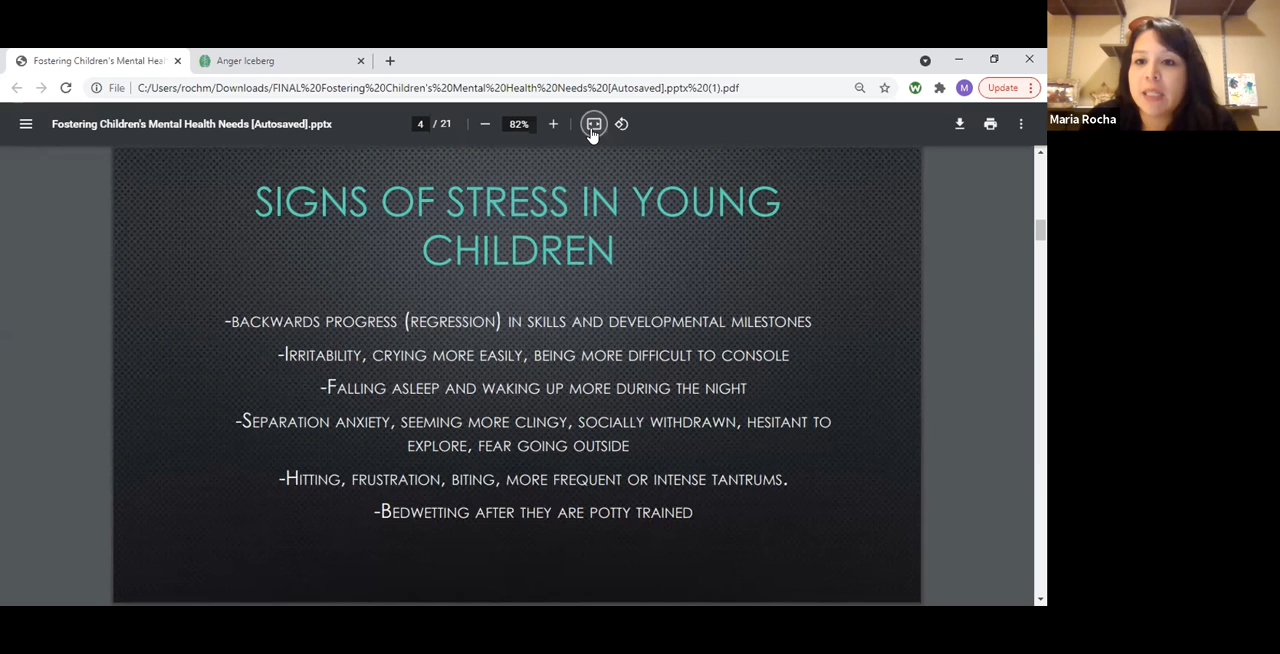 Fostering Children's Mental Hea
Anger Iceberg
File
C:/Users/rochm/Downloads/FINAL%20Fostering%20Children's%20Mental%20Health%20Needs%20[Autosaved].pptx%20(1).pdf
W
M
Update
Maria Rocha
Fostering Children's Mental Health Needs [Autosaved].pptx
4 / 21
82%
SIGNS OF STRESS IN YOUNG
CHILDREN
-BACKWARDS PROGRESS (REGRESSION) IN SKILLS AND DEVELOPMENTAL MILESTONES
-IRRITABILITY, CRYING MORE EASILY, BEING MORE DIFFICULT TO CONSOLE
-FALLING ASLEEP AND WAKING UP MORE DURING THE NIGHT
-SEPARATION ANXIETY, SEEMING MORE CLINGY, SOCIALLY WITHDRAWN, HESITANT TO
EXPLORE, FEAR GOING OUTSIDE
-HITTING, FRUSTRATION, BITING, MORE FREQUENT OR INTENSE TANTRUMS.
-BEDWETTING AFTER THEY ARE POTTY TRAINED